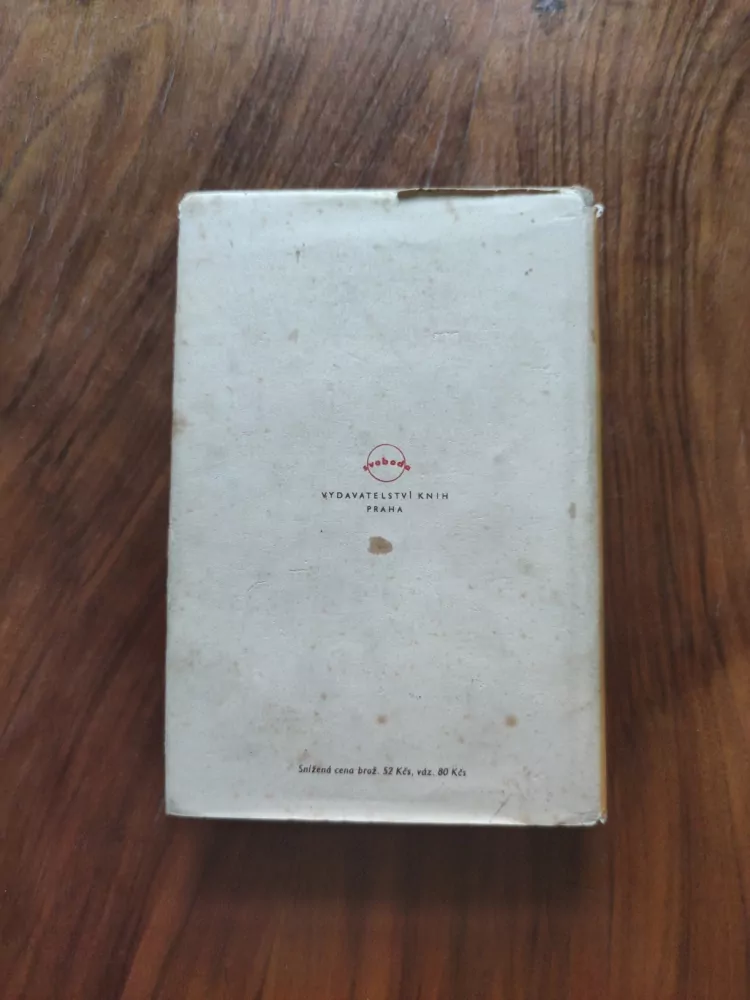 svoboda
VYDAVATELSTVÍ KNIH
PRAHA
Snížená cena brož. 52 Kčs, váz. 80 Kčs